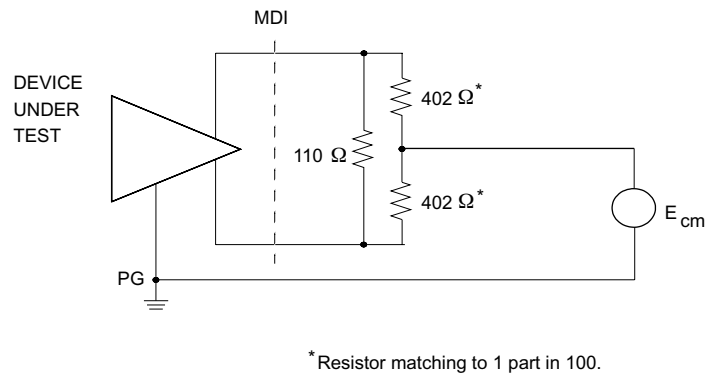 MDI
DEVICE
UNDER
TEST
402 Ω*
110 Ω
402 Ω*
E cm
PG
*Resistor matching to 1 part in 100.